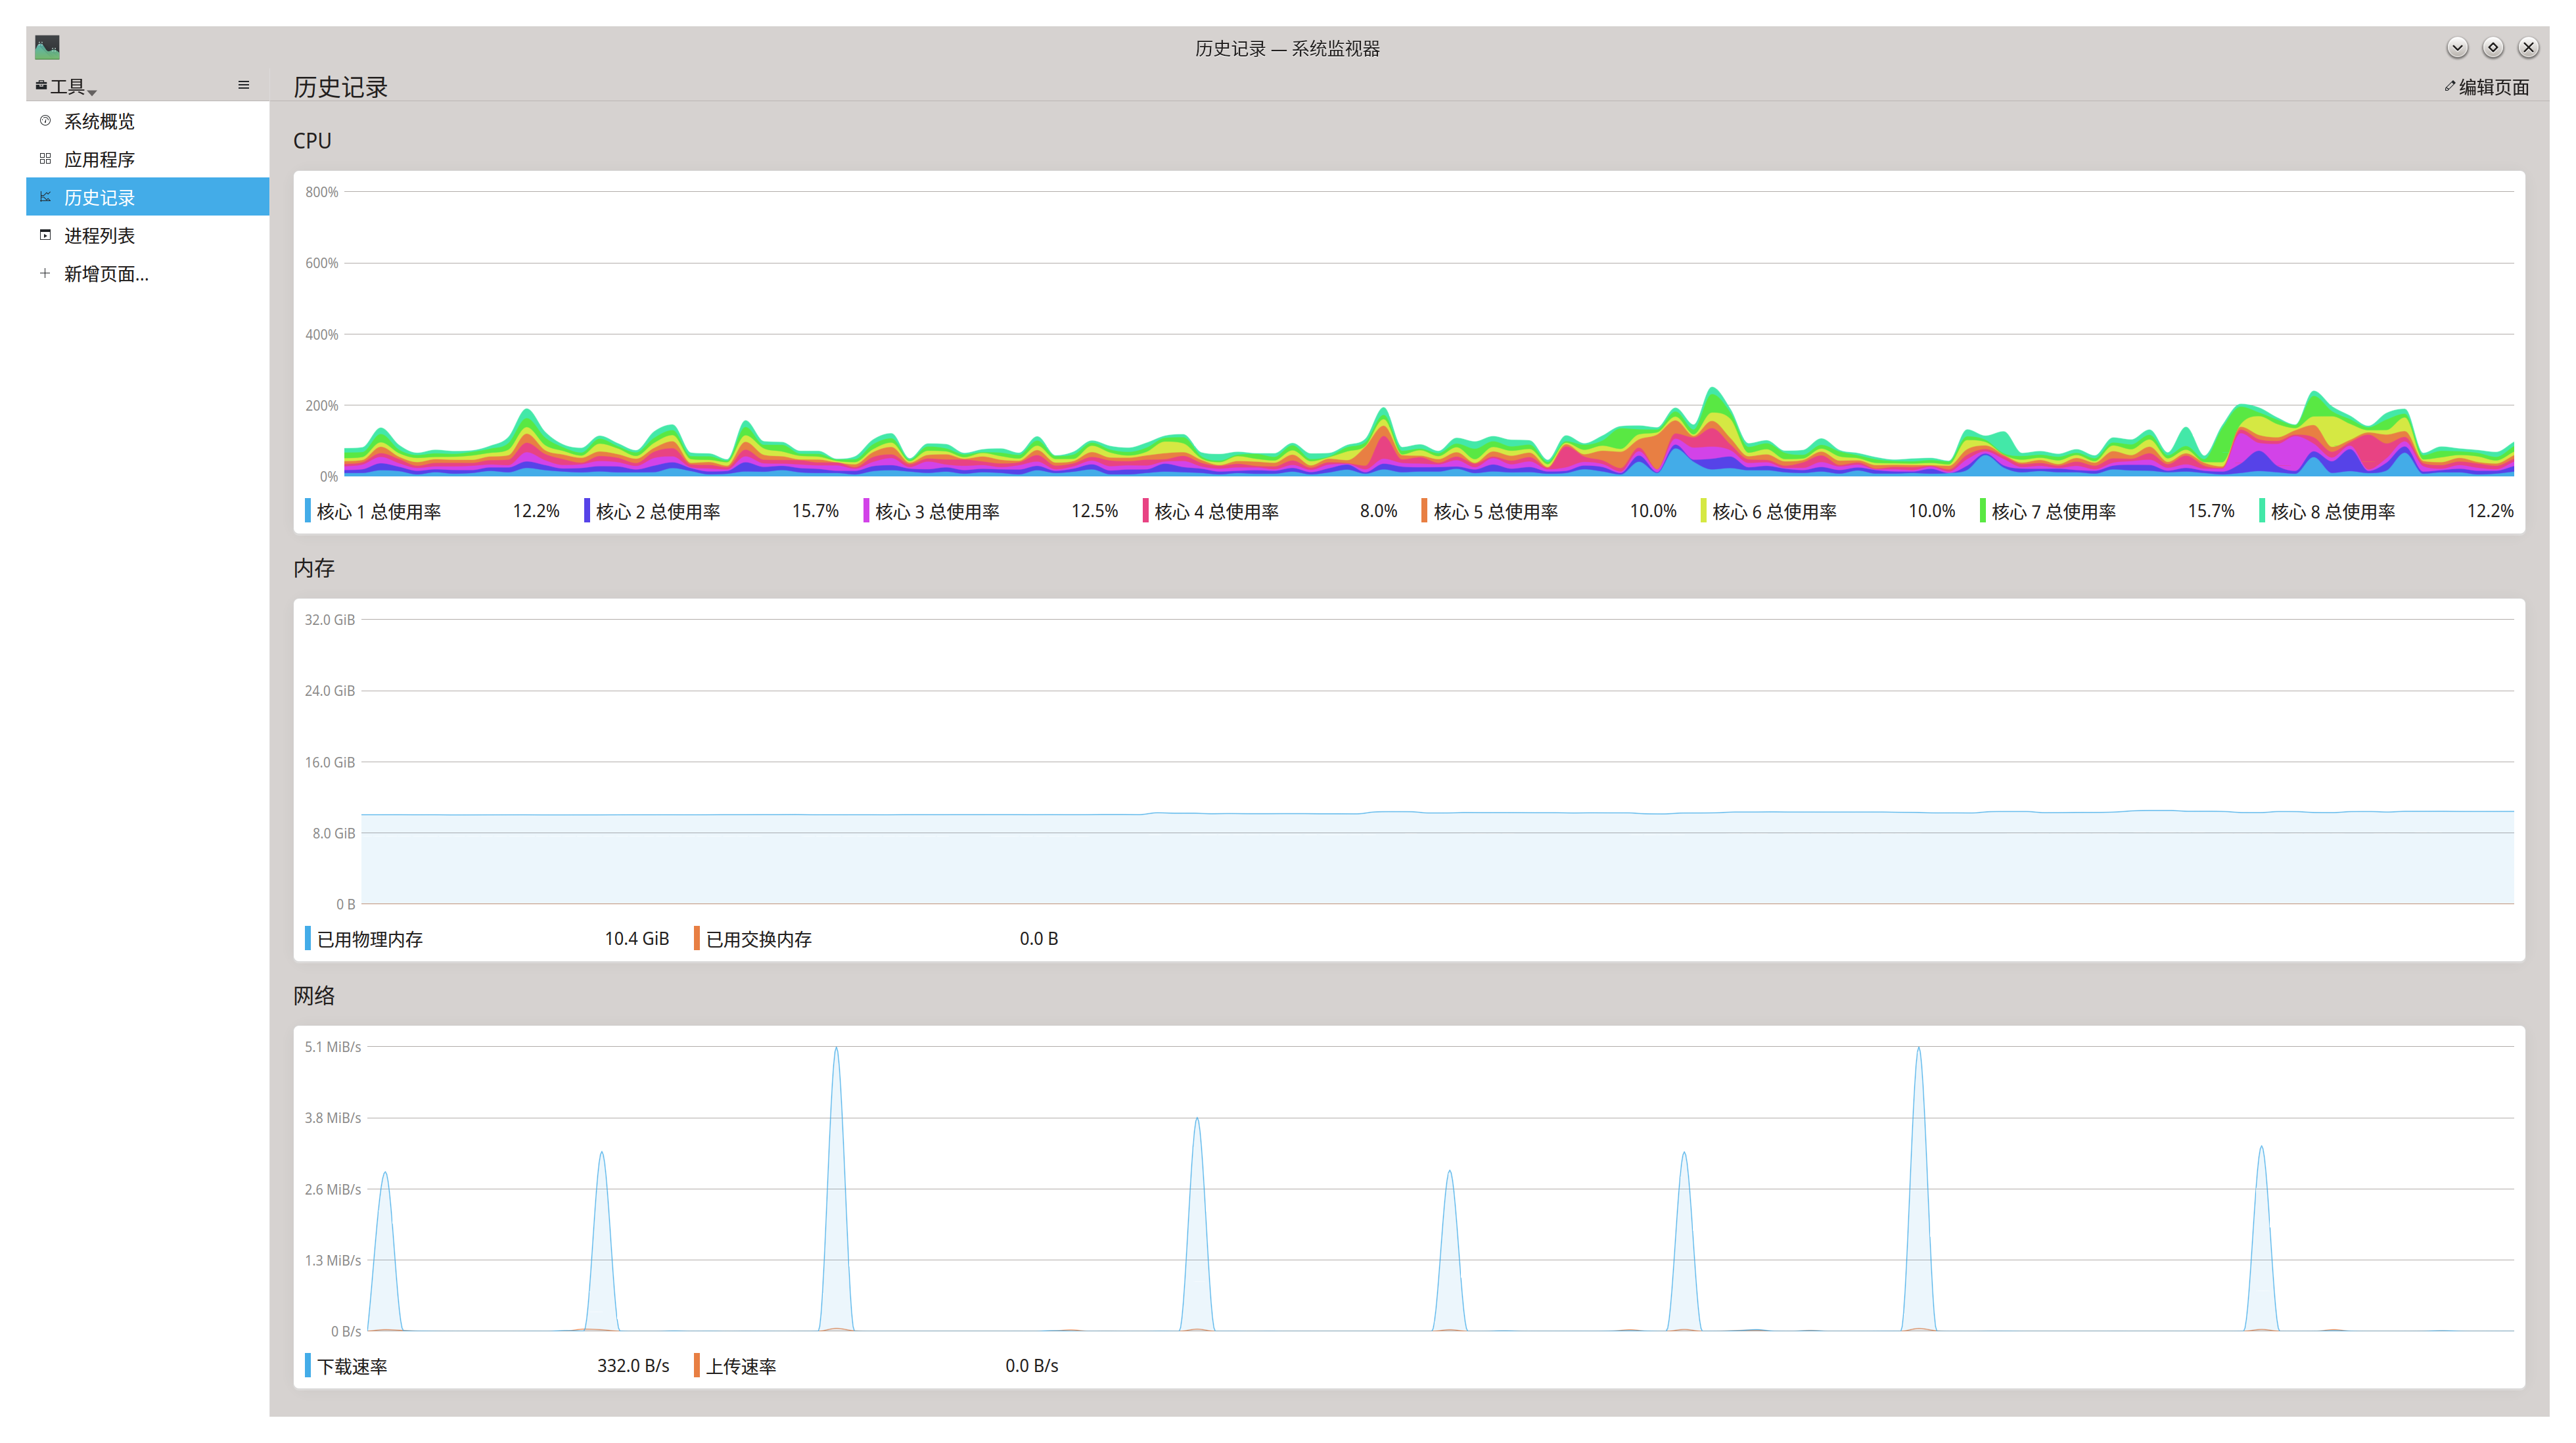 历史记录 — 系统监视器
工具
历史记录
编辑页面
系统概览
应用程序
历史记录
进程列表
新增页面...
CPU
800%
600%
400%
200%
0%
核心 1 总使用率 12.2% 核心 2 总使用率 15.7% 核心 3 总使用率 12.5% 核心 4 总使用率 8.0% 核心 5 总使用率 10.0% 核心 6 总使用率 10.0% 核心 7 总使用率 15.7% 核心 8 总使用率 12.2%
内存
32.0 GiB
24.0 GiB
16.0 GiB
8.0 GiB
0 B
已用物理内存 10.4 GiB 已用交换内存 0.0 B
网络
5.1 MiB/s
3.8 MiB/s
2.6 MiB/s
1.3 MiB/s
0 B/s
下载速率 332.0 B/s 上传速率 0.0 B/s